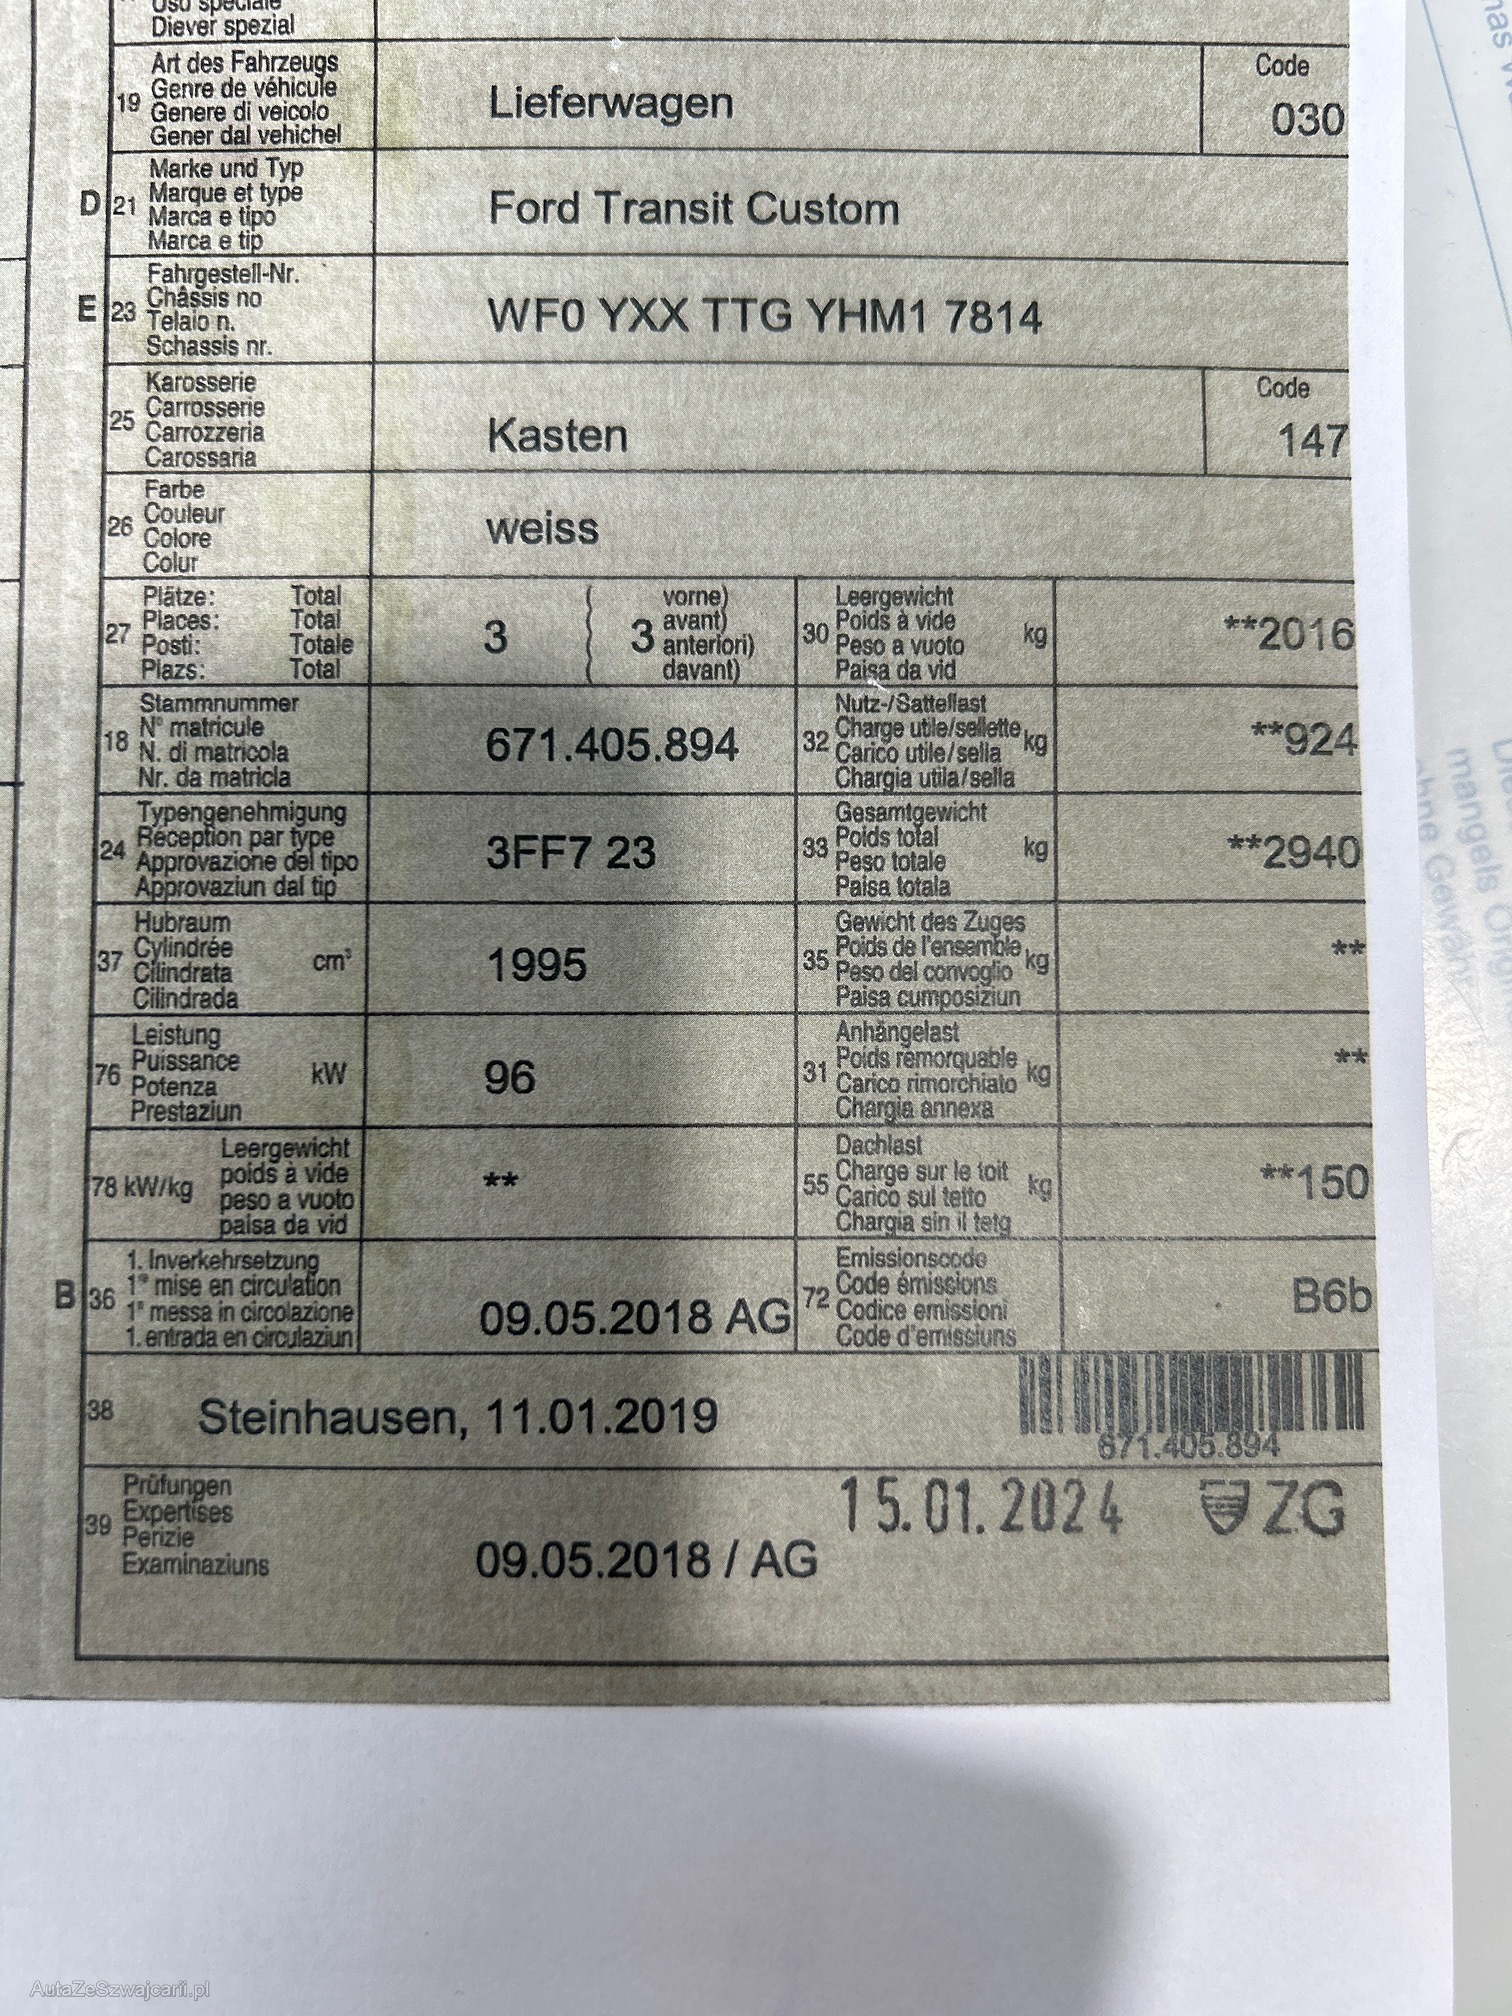 Uso speciale
Diever spezial
19 Art des Fahrzeugs
Genre de véhicule
Genere di veicolo
Gener dal vehichel
Lieferwagen
Code
030
D 21 Marke und Typ
Marque et type
Marca e tipo
Marca e tip
Ford Transit Custom
E 23 Fahrgestell-Nr.
Châssis no
Telaio n.
Schassis nr.
WF0 YXX TTG YHM1 7814
25 Karosserie
Carrosserie
Carrozzeria
Carossaria
Kasten
Code
147
26 Farbe
Couleur
Colore
Colur
weiss
27 Plätze: Total
Places: Total
Posti: Totale
Plazs: Total
3 ( 3 vorne)
avant)
anteriori)
davant)
30 Leergewicht
Poids à vide
Peso a vuoto
Paisa da vid
kg
**2016
18 Stammnummer
N° matricule
N. di matricola
Nr. da matricla
671.405.894
32 Nutz-/Sattellast
Charge utile/sellette
Carico utile/sella
Chargia utila/sella
kg
**924
24 Typengenehmigung
Réception par type
Approvazione del tipo
Approvaziun dal tip
3FF7 23
33 Gesamtgewicht
Poids total
Peso totale
Paisa totala
kg
**2940
37 Hubraum
Cylindrée
Cilindrata
Cilindrada
cm³
1995
35 Gewicht des Zuges
Poids de l'ensemble
Peso del convoglio
Paisa cumposiziun
kg
**
76 Leistung
Puissance
Potenza
Prestaziun
kW
96
31 Anhängelast
Poids remorquable
Carico rimorchiato
Chargia annexa
kg
**
78 kW/kg Leergewicht
poids à vide
peso a vuoto
paisa da vid
**
55 Dachlast
Charge sur le toit
Carico sul tetto
Chargia sin il tetg
kg
**150
B 36 1. Inverkehrsetzung
1re mise en circulation
1a messa in circolazione
1. entrada en circulaziun
09.05.2018 AG
72 Emissionscode
Code émissions
Codice emissioni
Code d'emissiuns
B6b
38 Steinhausen, 11.01.2019
671.405.894
39 Prüfungen
Expertises
Perizie
Examinaziuns
15.01.2024 ZG
09.05.2018 / AG
mangels
AutaZeSzwajcarii.pl